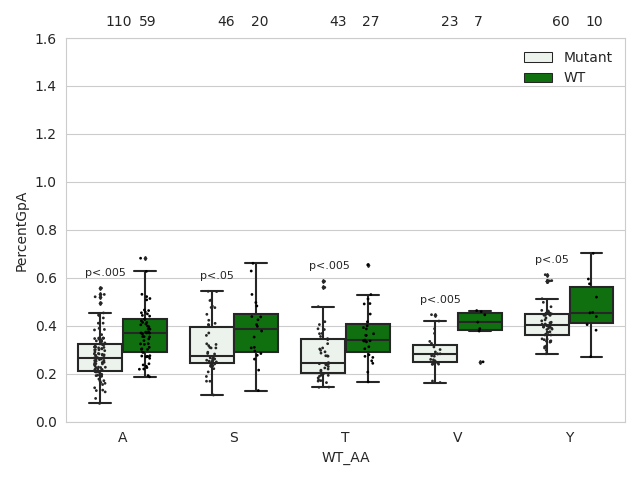 110 59 46 20 43 27 23 7 60 10
1.6
Mutant
WT
1.4
1.2
1.0
0.8
p<.005
p<.05
p<.005
p<.005
p<.05
0.6
0.4
0.2
0.0
PercentGpA
A S T V Y
WT_AA